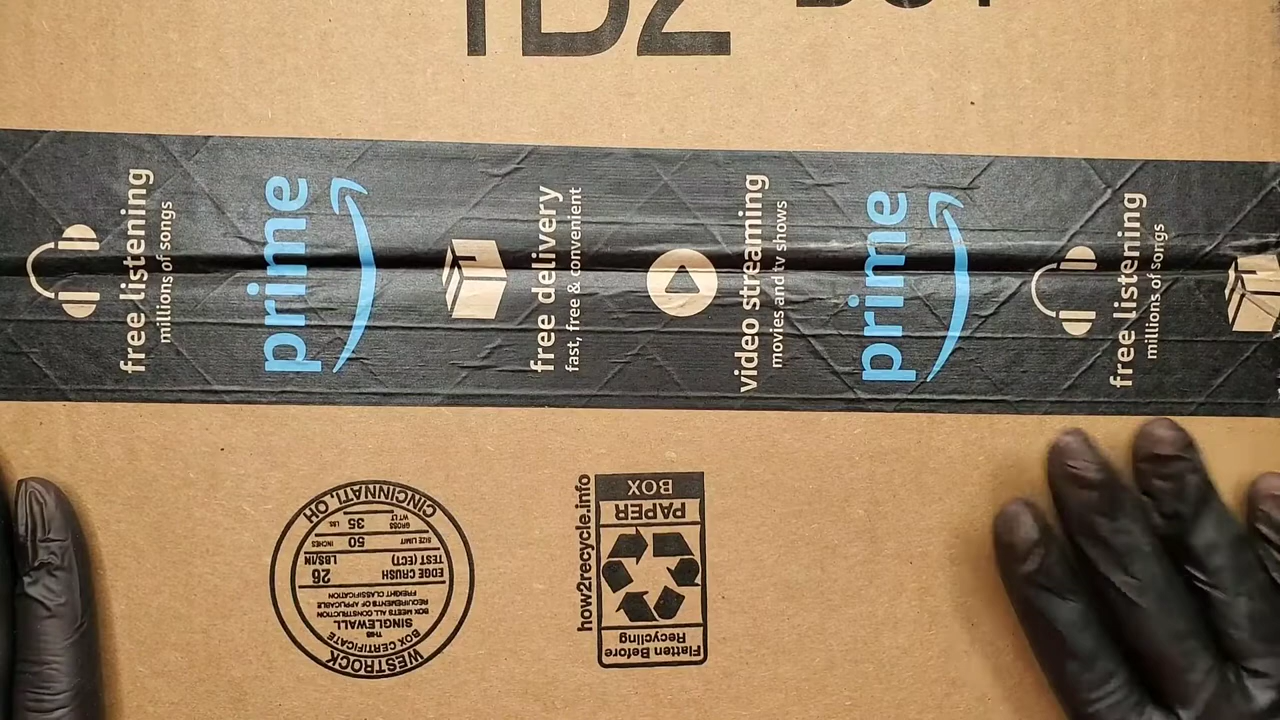 1B2
free listening
millions of songs
prime
free delivery
fast, free & convenient
video streaming
movies and tv shows
prime
free listening
millions of songs
WESTROCK
BOX CERTIFICATE
THIS
SINGLEWALL
BOX MEETS ALL CONSTRUCTION
REQUIREMENTS OF APPLICABLE
FREIGHT CLASSIFICATION
EDGE CRUSH
TEST (ECT) 26 LBS/IN
SIZE LIMIT 50 INCHES
GROSS
WT LT 35 LBS.
CINCINNATI, OH
how2recycle.info
Flatten Before
Recycling
PAPER
BOX